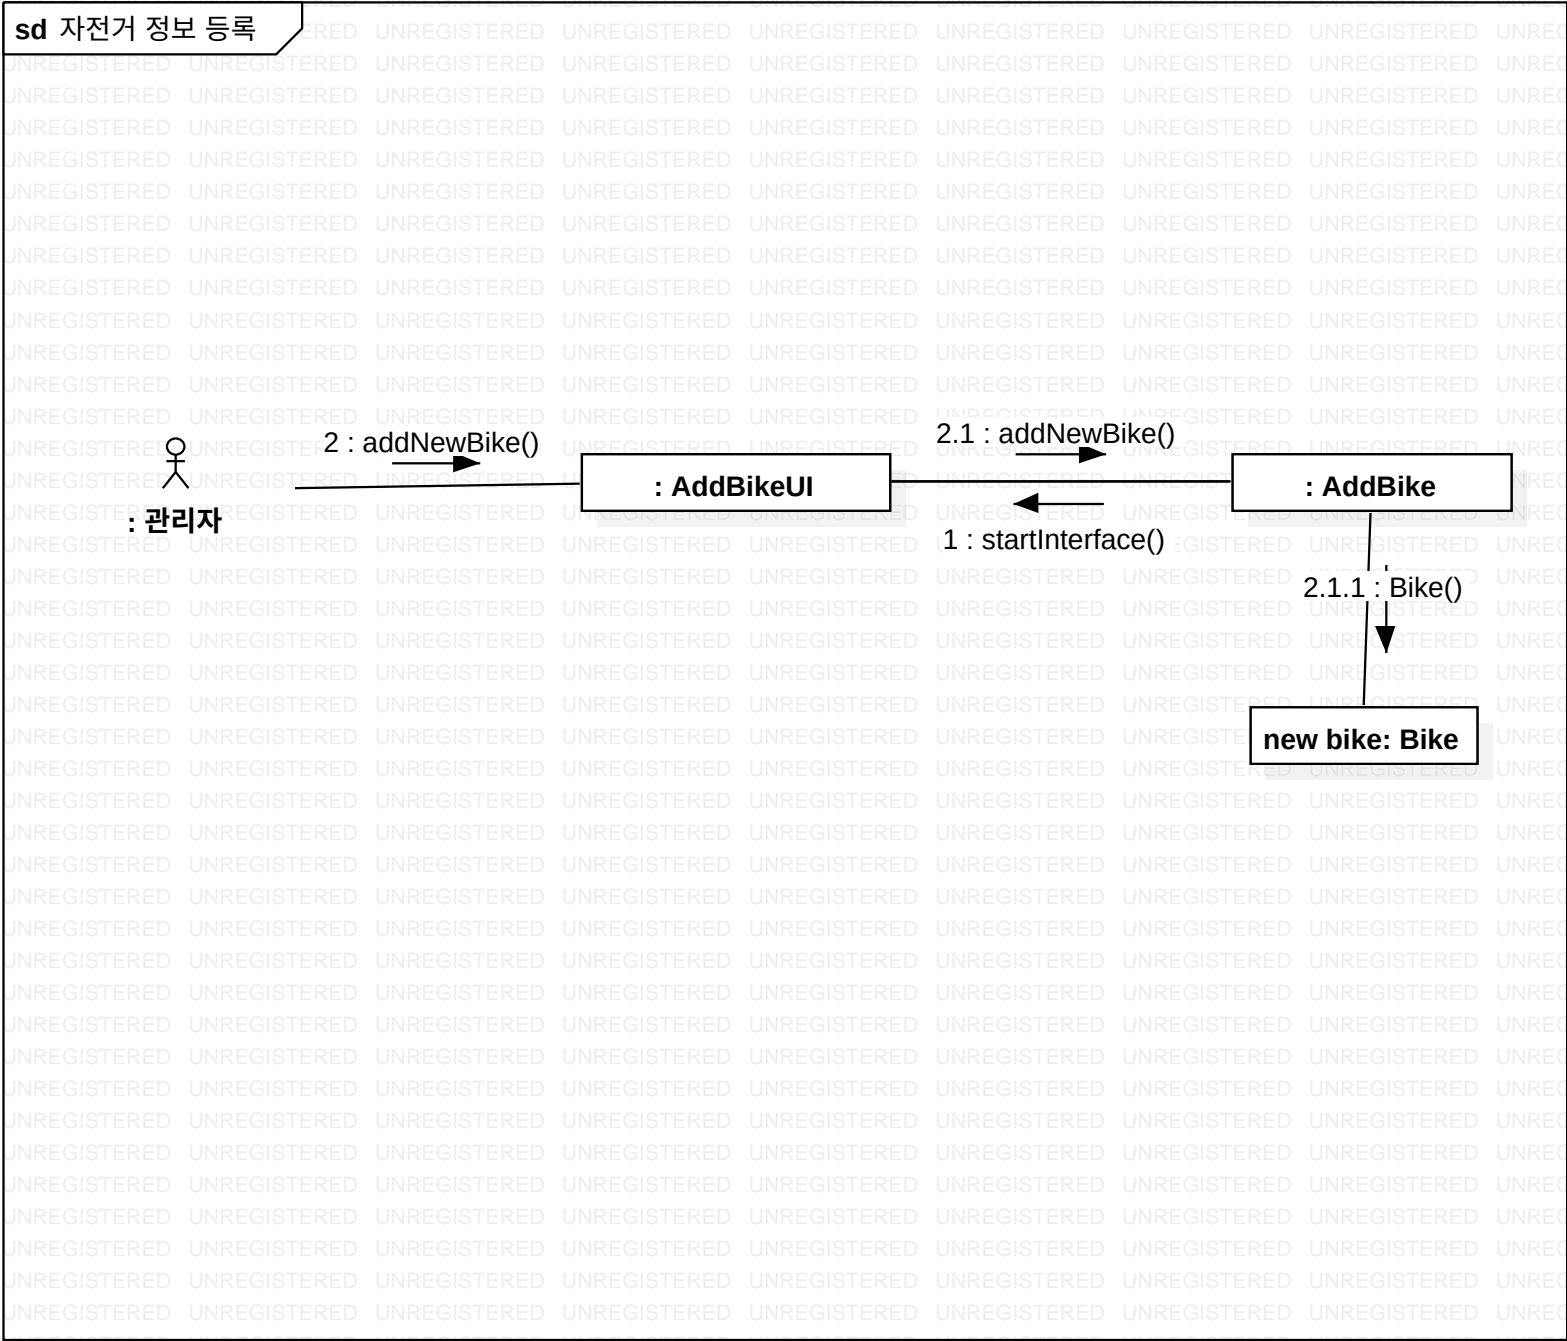 sd 자전거 정보 등록
2 : addNewBike()
2.1 : addNewBike()
: AddBikeUI
: AddBike
: 관리자
1 : startInterface()
2.1.1 : Bike()
new bike: Bike
UNREGISTERED